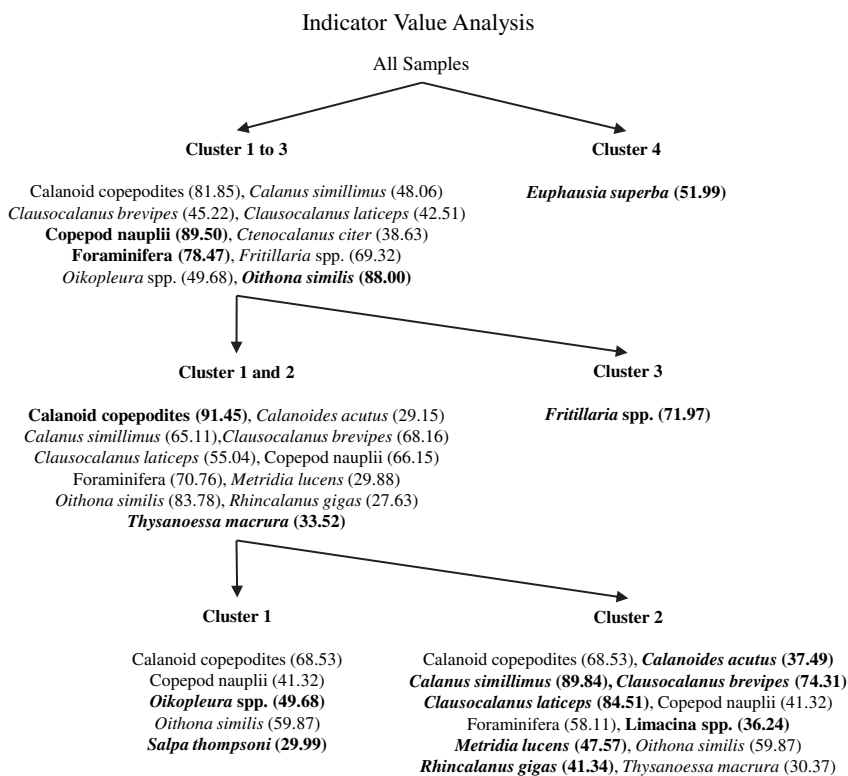 Indicator Value Analysis
All Samples
Cluster 1 to 3
Cluster 4
Calanoid copepodites (81.85), Calanus simillimus (48.06)
Clausocalanus brevipes (45.22), Clausocalanus laticeps (42.51)
Copepod nauplii (89.50), Ctenocalanus citer (38.63)
Foraminifera (78.47), Fritillaria spp. (69.32)
Oikopleura spp. (49.68), Oithona similis (88.00)
Euphausia superba (51.99)
Cluster 1 and 2
Cluster 3
Calanoid copepodites (91.45), Calanoides acutus (29.15)
Calanus simillimus (65.11),Clausocalanus brevipes (68.16)
Clausocalanus laticeps (55.04), Copepod nauplii (66.15)
Foraminifera (70.76), Metridia lucens (29.88)
Oithona similis (83.78), Rhincalanus gigas (27.63)
Thysanoessa macrura (33.52)
Fritillaria spp. (71.97)
Cluster 1
Cluster 2
Calanoid copepodites (68.53)
Copepod nauplii (41.32)
Oikopleura spp. (49.68)
Oithona similis (59.87)
Salpa thompsoni (29.99)
Calanoid copepodites (68.53), Calanoides acutus (37.49)
Calanus simillimus (89.84), Clausocalanus brevipes (74.31)
Clausocalanus laticeps (84.51), Copepod nauplii (41.32)
Foraminifera (58.11), Limacina spp. (36.24)
Metridia lucens (47.57), Oithona similis (59.87)
Rhincalanus gigas (41.34), Thysanoessa macrura (30.37)